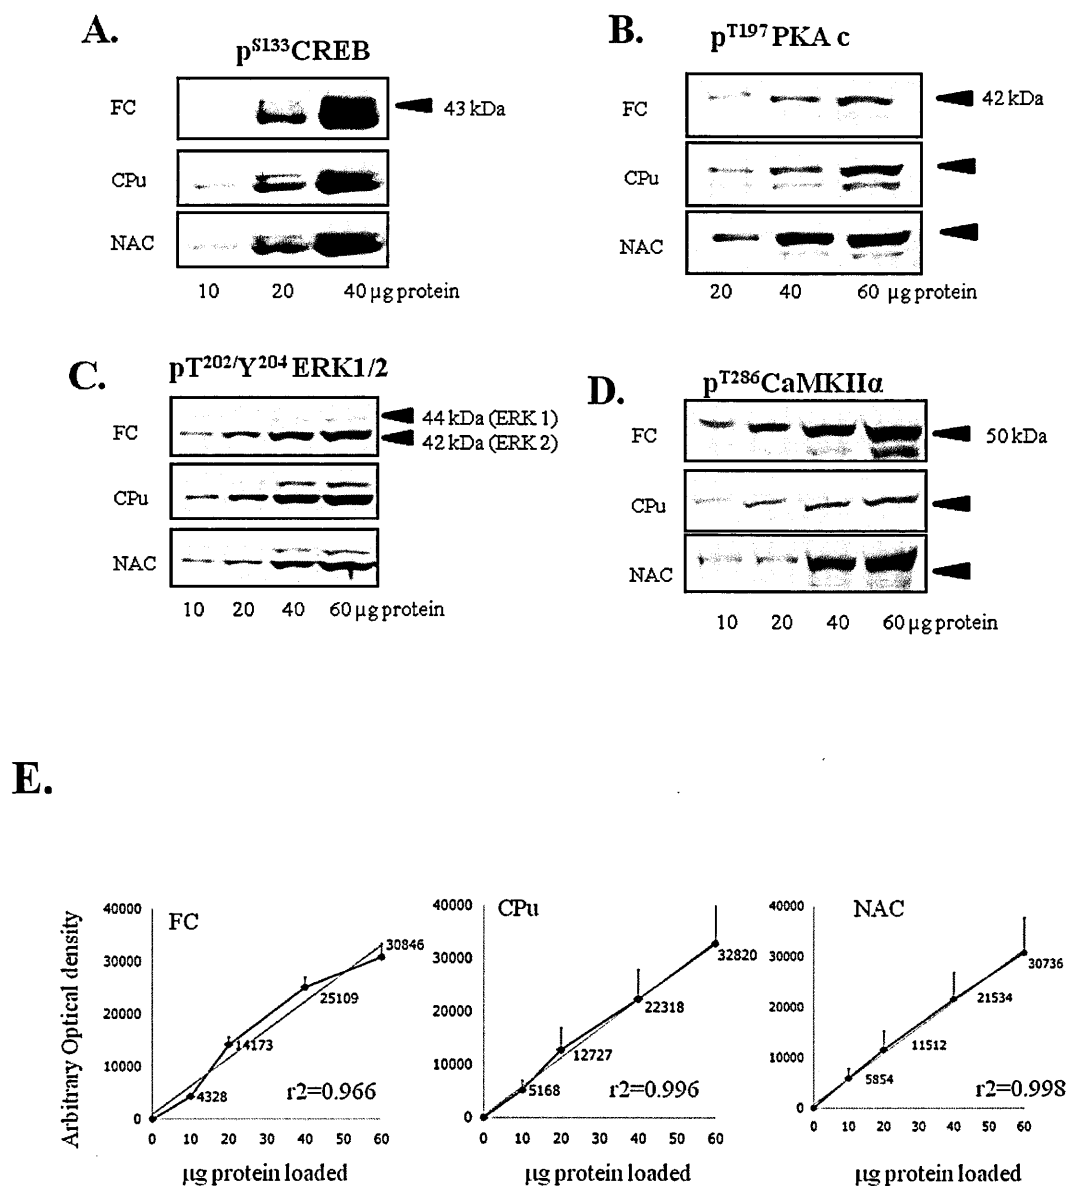 A.
pS133CREB
FC
43 kDa
CPu
NAC
10 20 40 µg protein
B.
pT197 PKA c
FC
42 kDa
CPu
NAC
20 40 60 µg protein
C.
pT202/Y204 ERK1/2
FC
44 kDa (ERK 1)
42 kDa (ERK 2)
CPu
NAC
10 20 40 60 µg protein
D.
pT286CaMKIIα
FC
50 kDa
CPu
NAC
10 20 40 60 µg protein
E.
Arbitrary Optical density
FC
40000
30000
20000
10000
0
4328
14173
25109
30846
r2=0.966
0 10 20 30 40 50 60
µg protein loaded
CPu
40000
30000
20000
10000
0
5168
12727
22318
32820
r2=0.996
0 10 20 30 40 50 60
µg protein loaded
NAC
40000
30000
20000
10000
0
5854
11512
21534
30736
r2=0.998
0 10 20 30 40 50 60
µg protein loaded